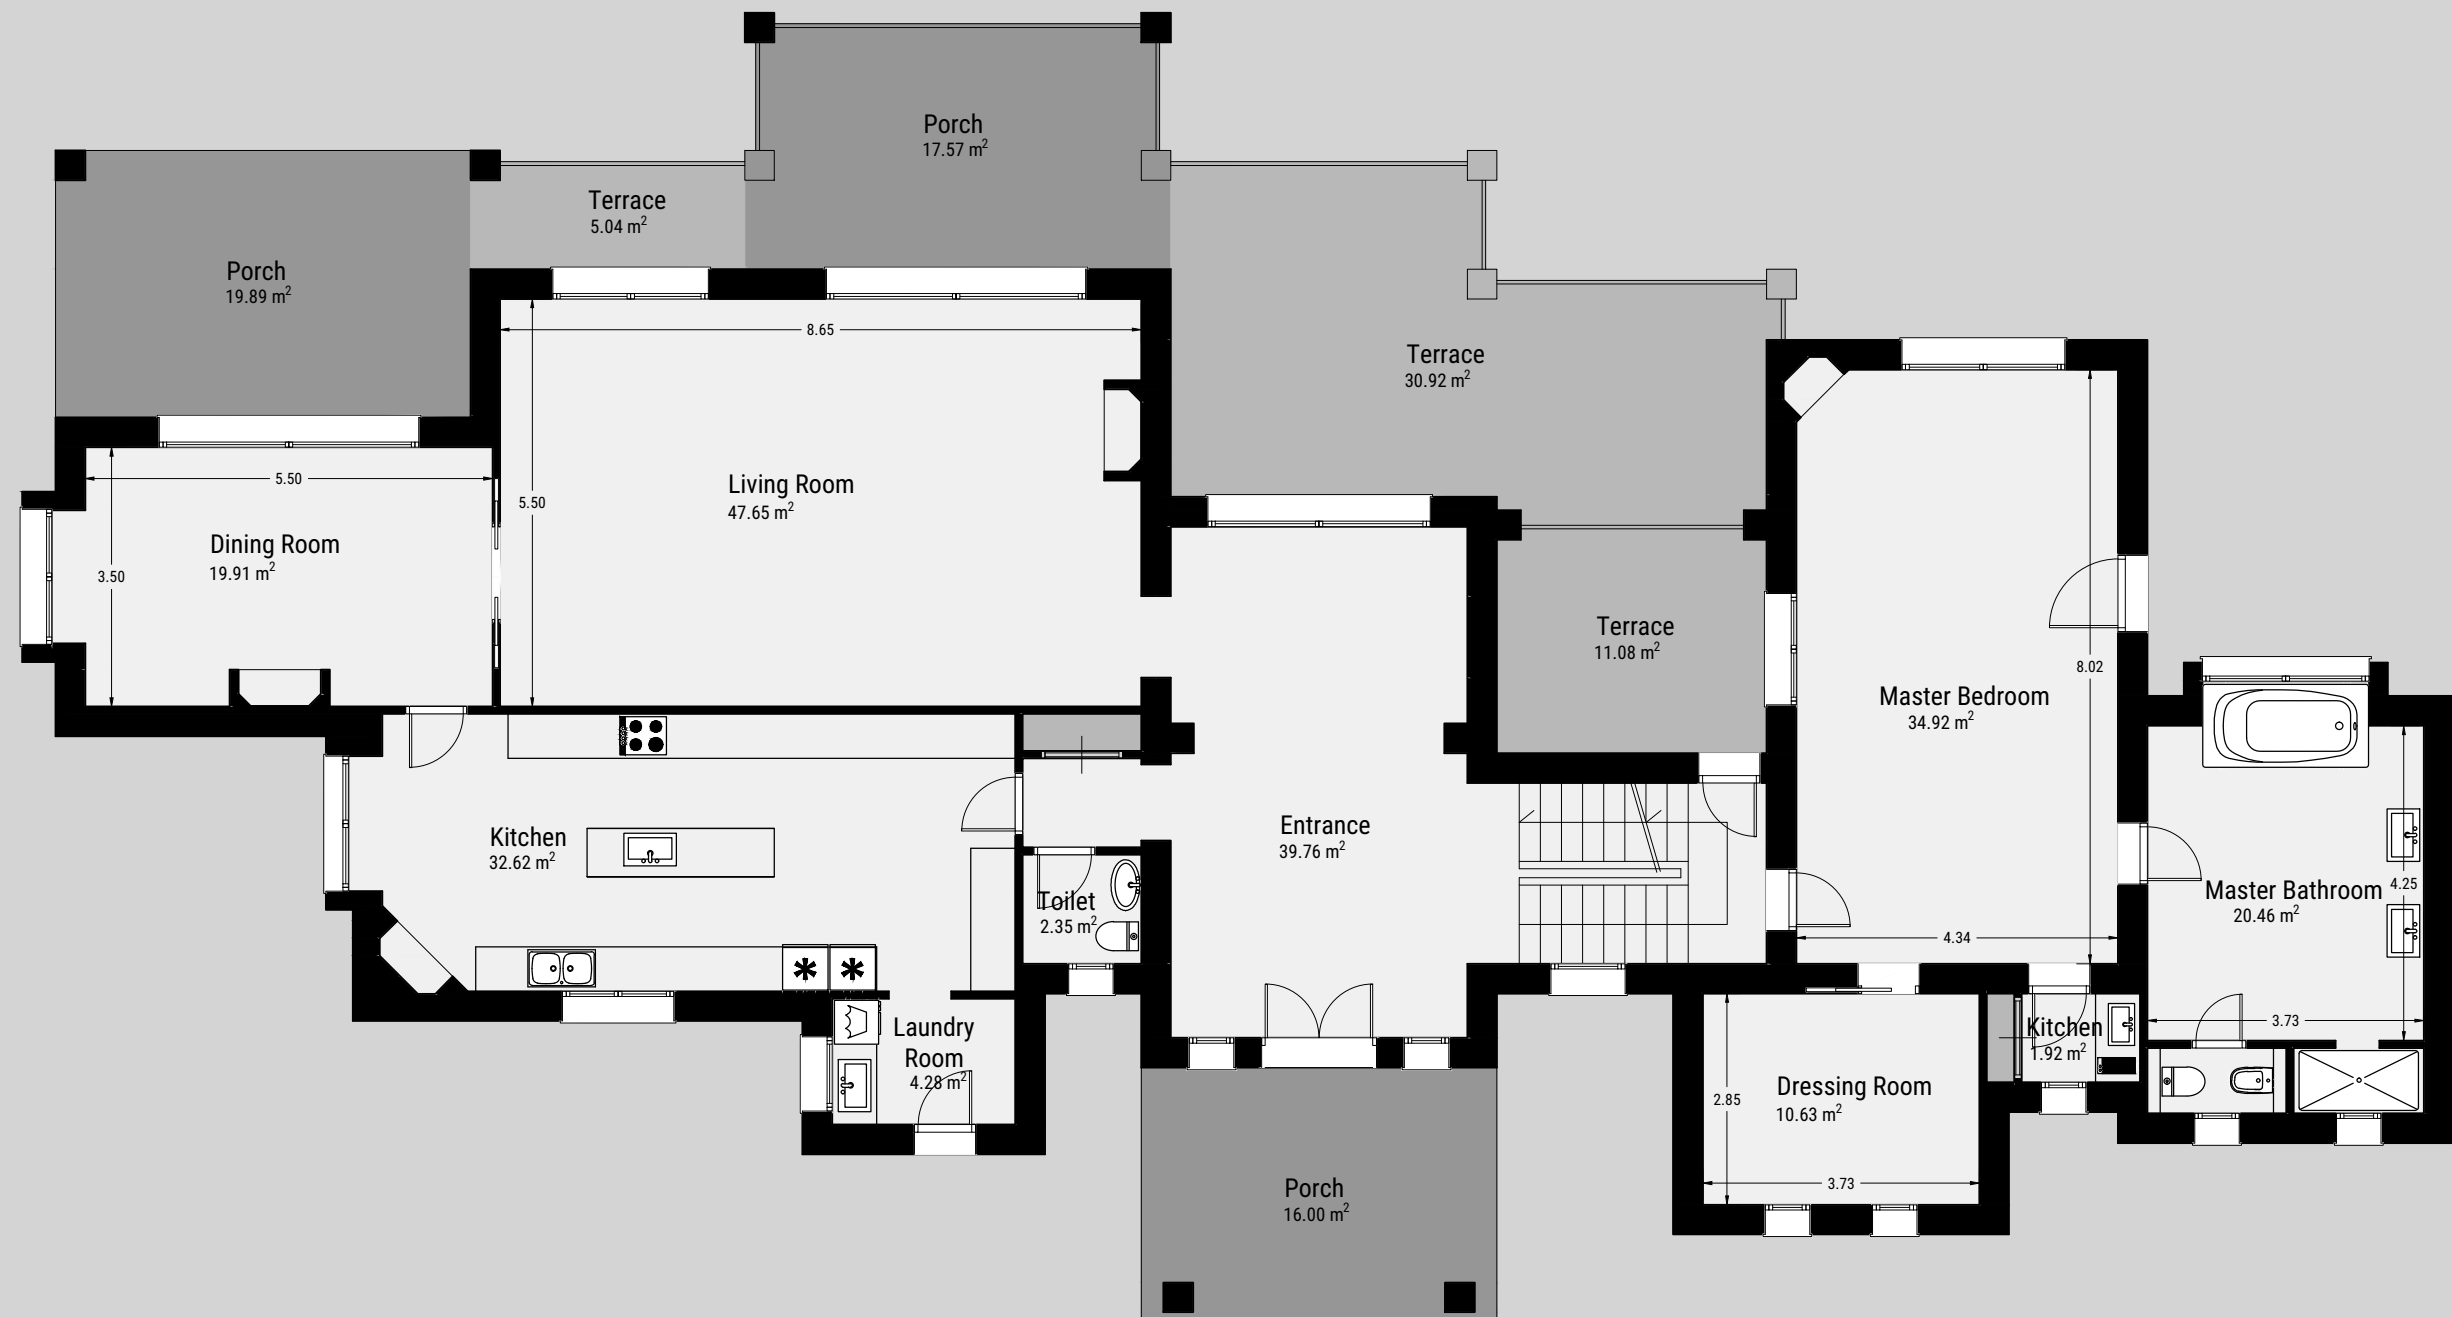 Porch
17.57 m²
Terrace
5.04 m²
Porch
19.89 m²
8.65
5.50
Living Room
47.65 m²
Terrace
30.92 m²
5.50
3.50
Dining Room
19.91 m²
Terrace
11.08 m²
Master Bedroom
34.92 m²
8.02
4.34
Kitchen
32.62 m²
Toilet
2.35 m²
Entrance
39.76 m²
Master Bathroom
20.46 m²
4.25
3.73
Laundry
Room
4.28 m²
Kitchen
1.92 m²
Dressing Room
10.63 m²
2.85
3.73
Porch
16.00 m²